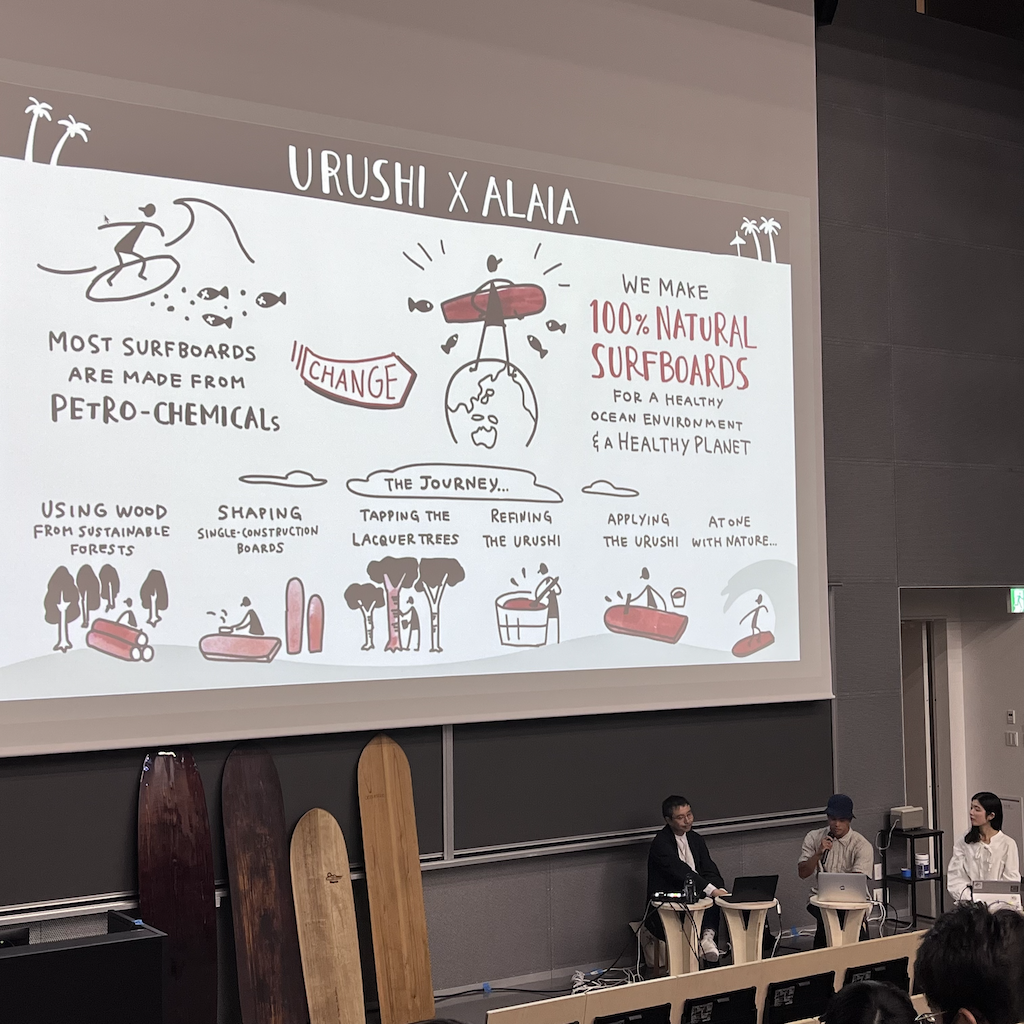 URUSHI X ALAIA
MOST SURFBOARDS
ARE MADE FROM
PETRO-CHEMICALS
CHANGE
WE MAKE
100% NATURAL
SURFBOARDS
FOR A HEALTHY
OCEAN ENVIRONMENT
& A HEALTHY PLANET
THE JOURNEY...
USING WOOD
FROM SUSTAINABLE
FORESTS
SHAPING
SINGLE-CONSTRUCTION
BOARDS
TAPPING THE
LACQUER TREES
REFINING
THE URUSHI
APPLYING
THE URUSHI
AT ONE
WITH NATURE...